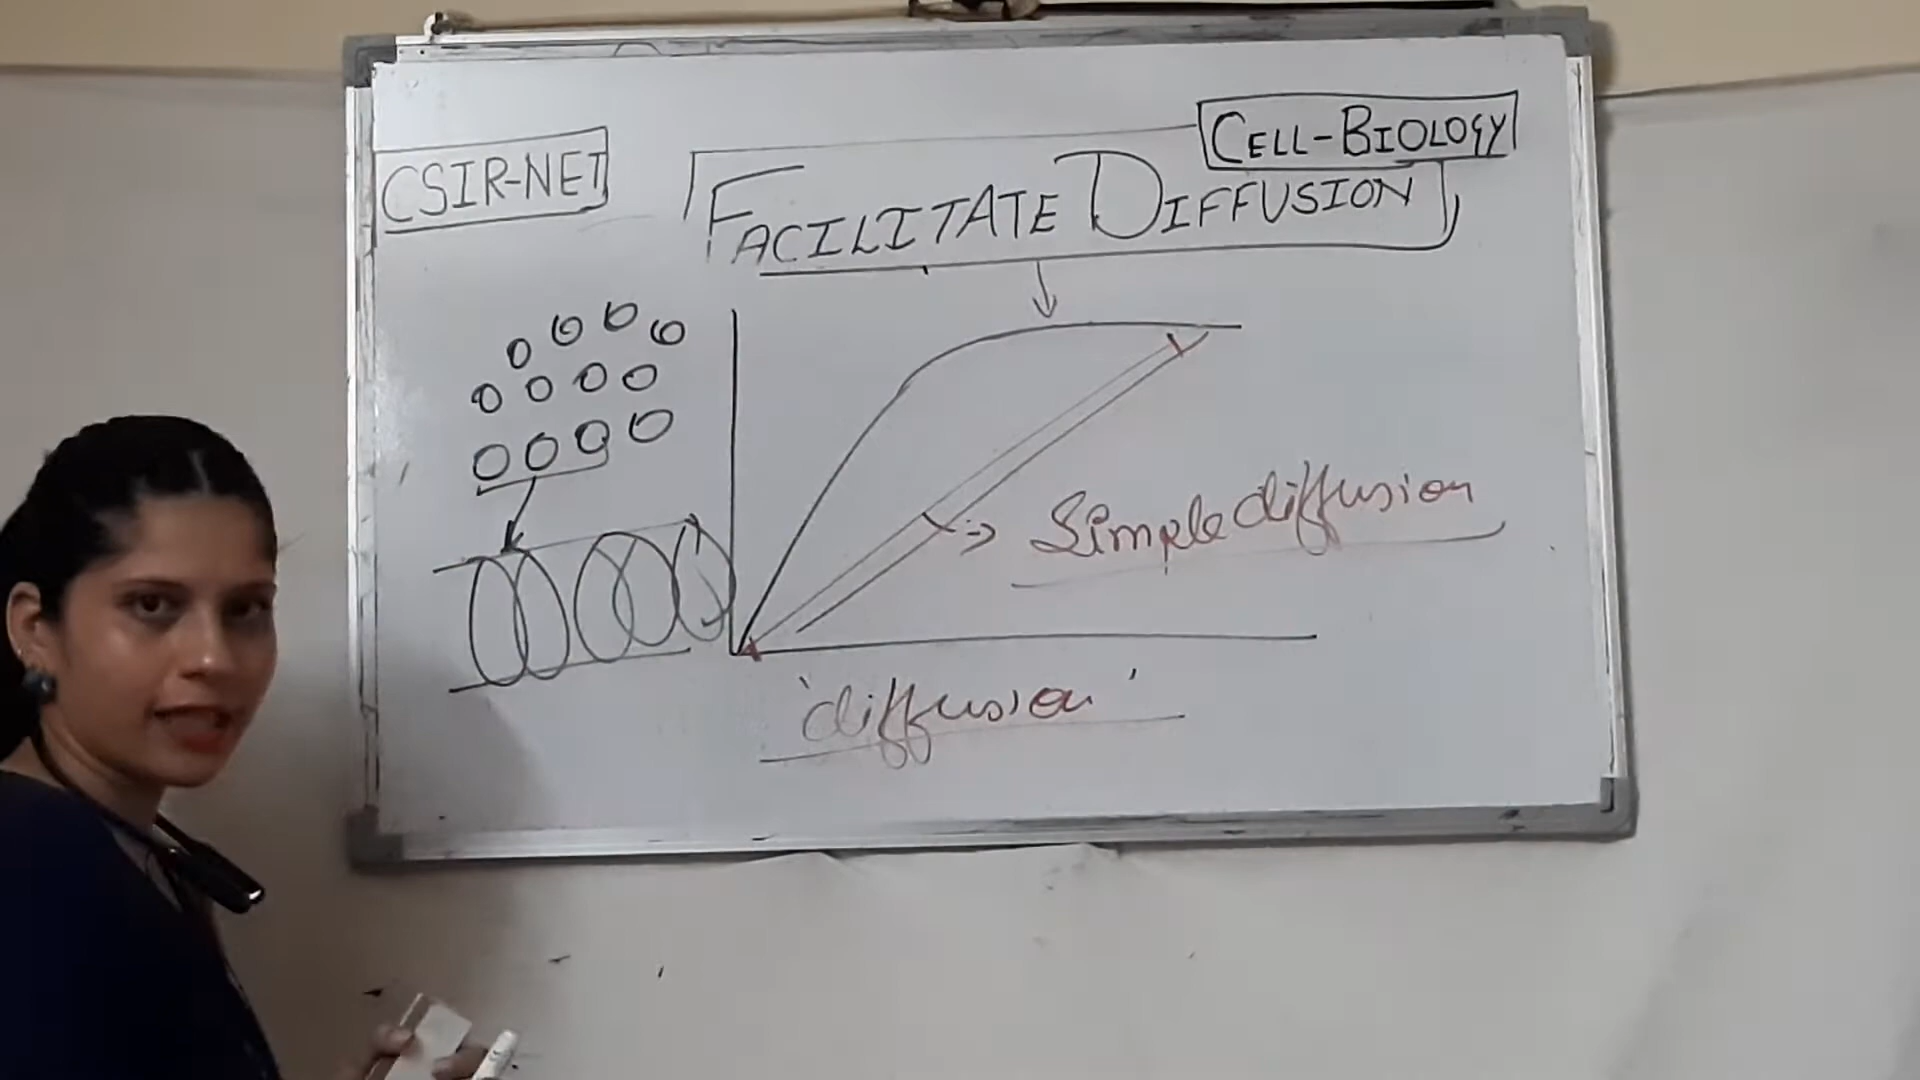 CELL-BIOLOGY
CSIR-NET
FACILITATE DIFFUSION
Simple diffusion
'diffusion'